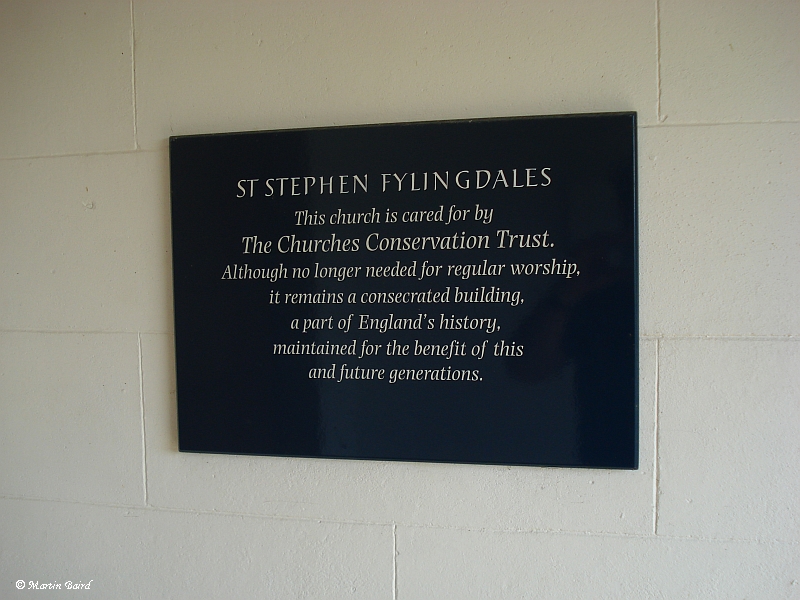 ST STEPHEN FYLINGDALES
This church is cared for by
The Churches Conservation Trust.
Although no longer needed for regular worship,
it remains a consecrated building,
a part of England's history,
maintained for the benefit of this
and future generations.
© Martin Baird